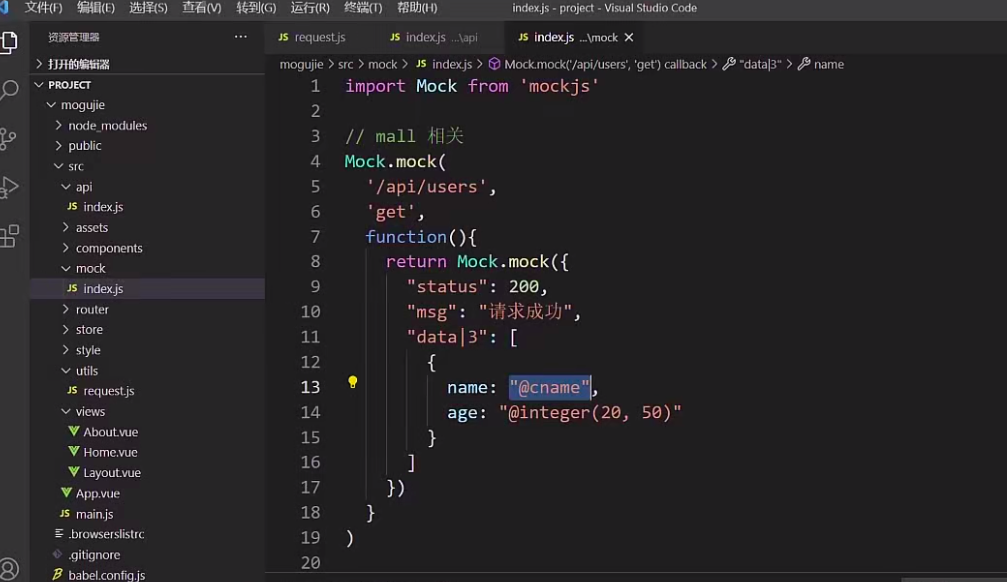 文件(F) 编辑(E) 选择(S) 查看(V) 转到(G) 运行(R) 终端(T) 帮助(H) index.js - project - Visual Studio Code
资源管理器 ···
JS request.js JS index.js ...\api JS index.js ...\mock ×
打开的编辑器
mogujie > src > mock > JS index.js > Mock.mock('/api/users', 'get') callback > "data|3" > name
PROJECT
mogujie
node_modules
public
src
api
JS index.js
assets
components
mock
JS index.js
router
store
style
utils
JS request.js
views
About.vue
Home.vue
Layout.vue
App.vue
JS main.js
.browserslistrc
.gitignore
babel.config.js
1 import Mock from 'mockjs'
2
3 // mall 相关
4 Mock.mock(
5 '/api/users',
6 'get',
7 function(){
8 return Mock.mock({
9 "status": 200,
10 "msg": "请求成功",
11 "data|3": [
12 {
13 name: "@cname",
14 age: "@integer(20, 50)"
15 }
16 ]
17 })
18 }
19 )
20